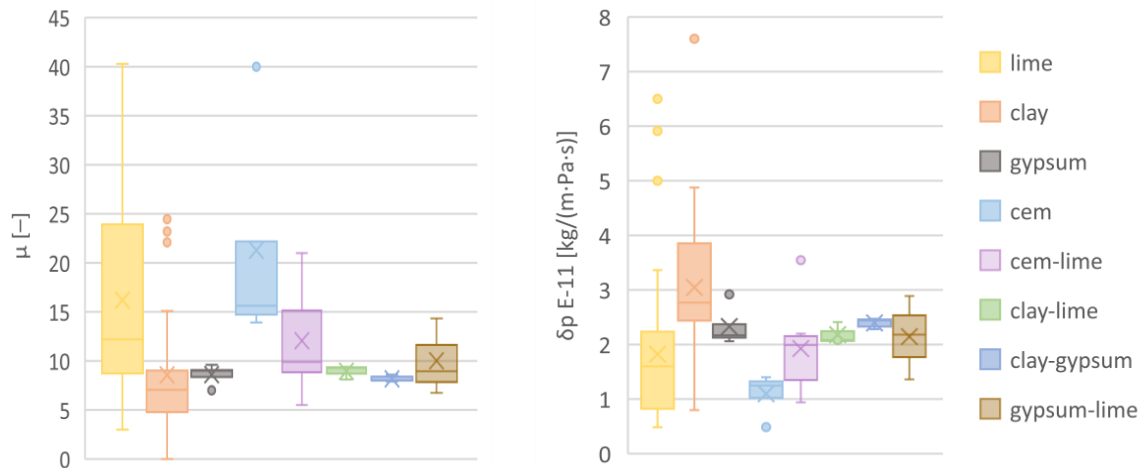 45
40
35
30
25
20
15
10
5
0
μ [–]
8
7
6
5
4
3
2
1
0
δp E-11 [kg/(m·Pa·s)]
lime
clay
gypsum
cem
cem-lime
clay-lime
clay-gypsum
gypsum-lime